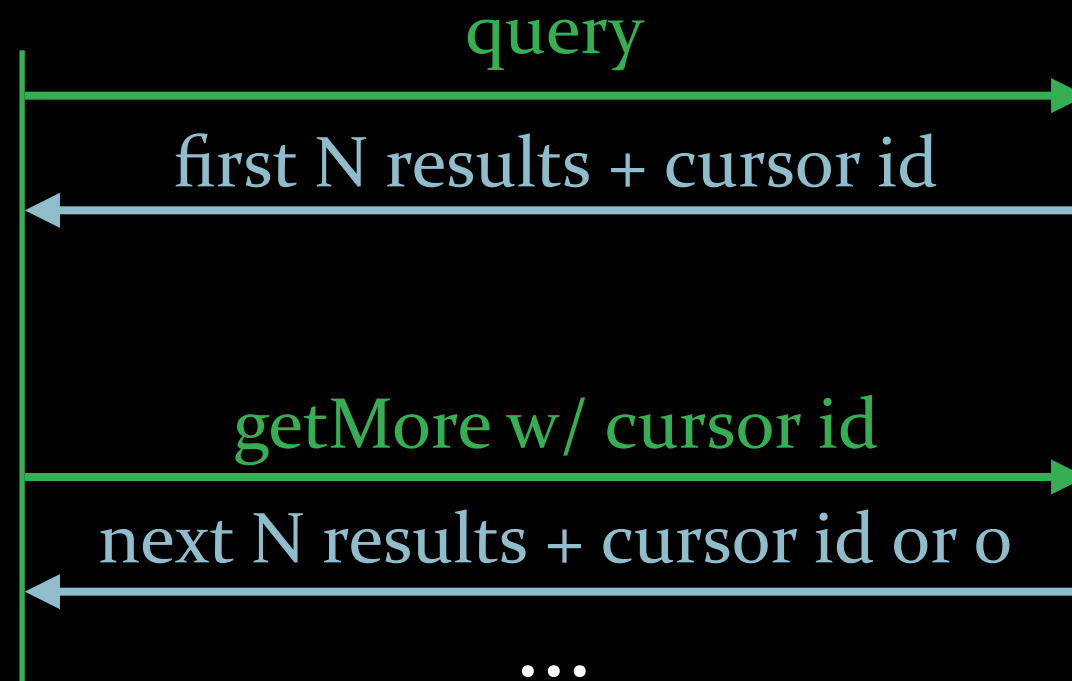 query
first N results + cursor id
getMore w/ cursor id
next N results + cursor id or 0
...